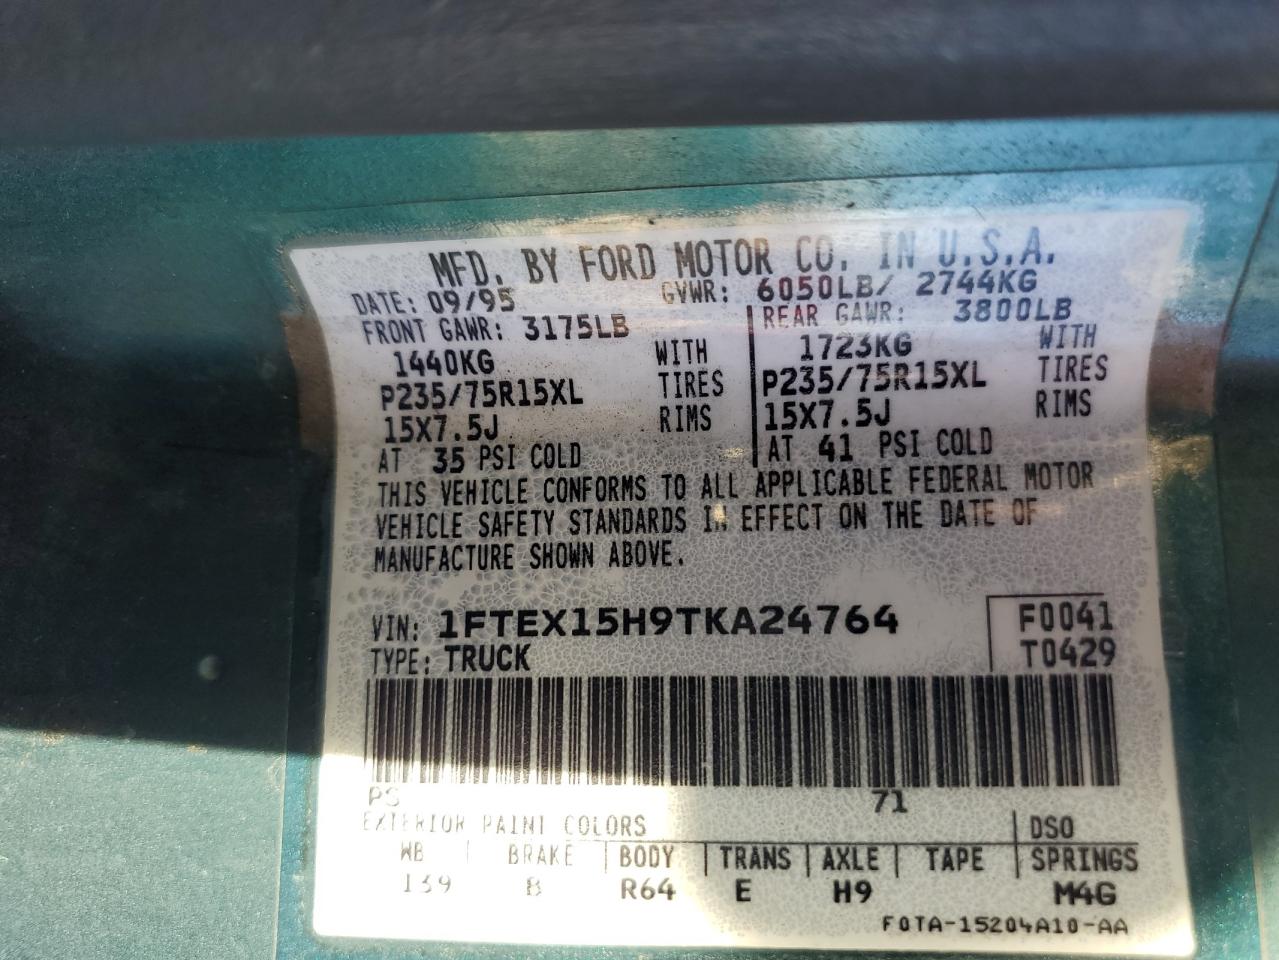 MFD. BY FORD MOTOR CO. IN U.S.A.
DATE: 09/95 GVWR: 6050LB/ 2744KG
FRONT GAWR: 3175LB REAR GAWR: 3800LB
1440KG WITH 1723KG WITH
P235/75R15XL TIRES P235/75R15XL TIRES
15X7.5J RIMS 15X7.5J RIMS
AT 35 PSI COLD AT 41 PSI COLD
THIS VEHICLE CONFORMS TO ALL APPLICABLE FEDERAL MOTOR
VEHICLE SAFETY STANDARDS IN EFFECT ON THE DATE OF
MANUFACTURE SHOWN ABOVE.
VIN: 1FTEX15H9TKA24764 F0041
TYPE: TRUCK T0429
PS 71
EXTERIOR PAINT COLORS DSO
WB BRAKE BODY TRANS AXLE TAPE SPRINGS
139 B R64 E H9 M4G
F0TA-15204A10-AA